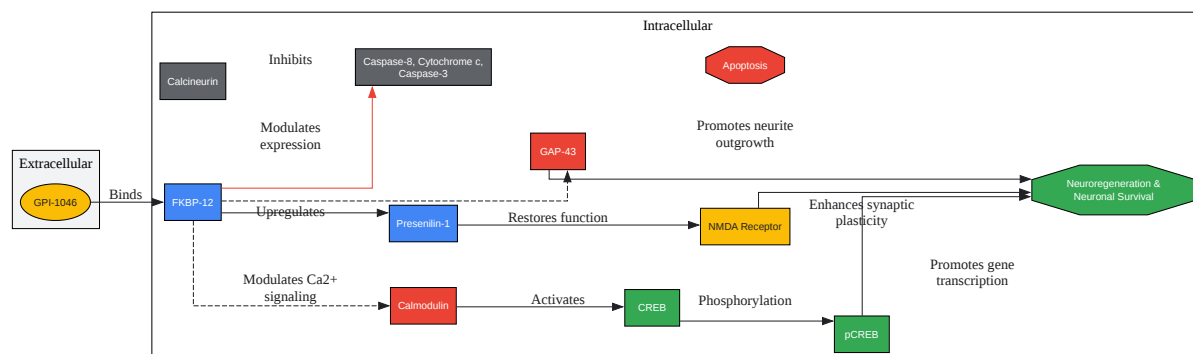 Intracellular
Inhibits
Caspase-8, Cytochrome c,
Caspase-3
Apoptosis
Calcineurin
Modulates
expression
Promotes neurite
outgrowth
GAP-43
Extracellular
GPI-1046
Binds
FKBP-12
Upregulates
Presenilin-1
Restores function
NMDA Receptor
Enhances synaptic
plasticity
Neuroregeneration &
Neuronal Survival
Promotes gene
transcription
Modulates Ca2+
signaling
Calmodulin
Activates
CREB
Phosphorylation
pCREB